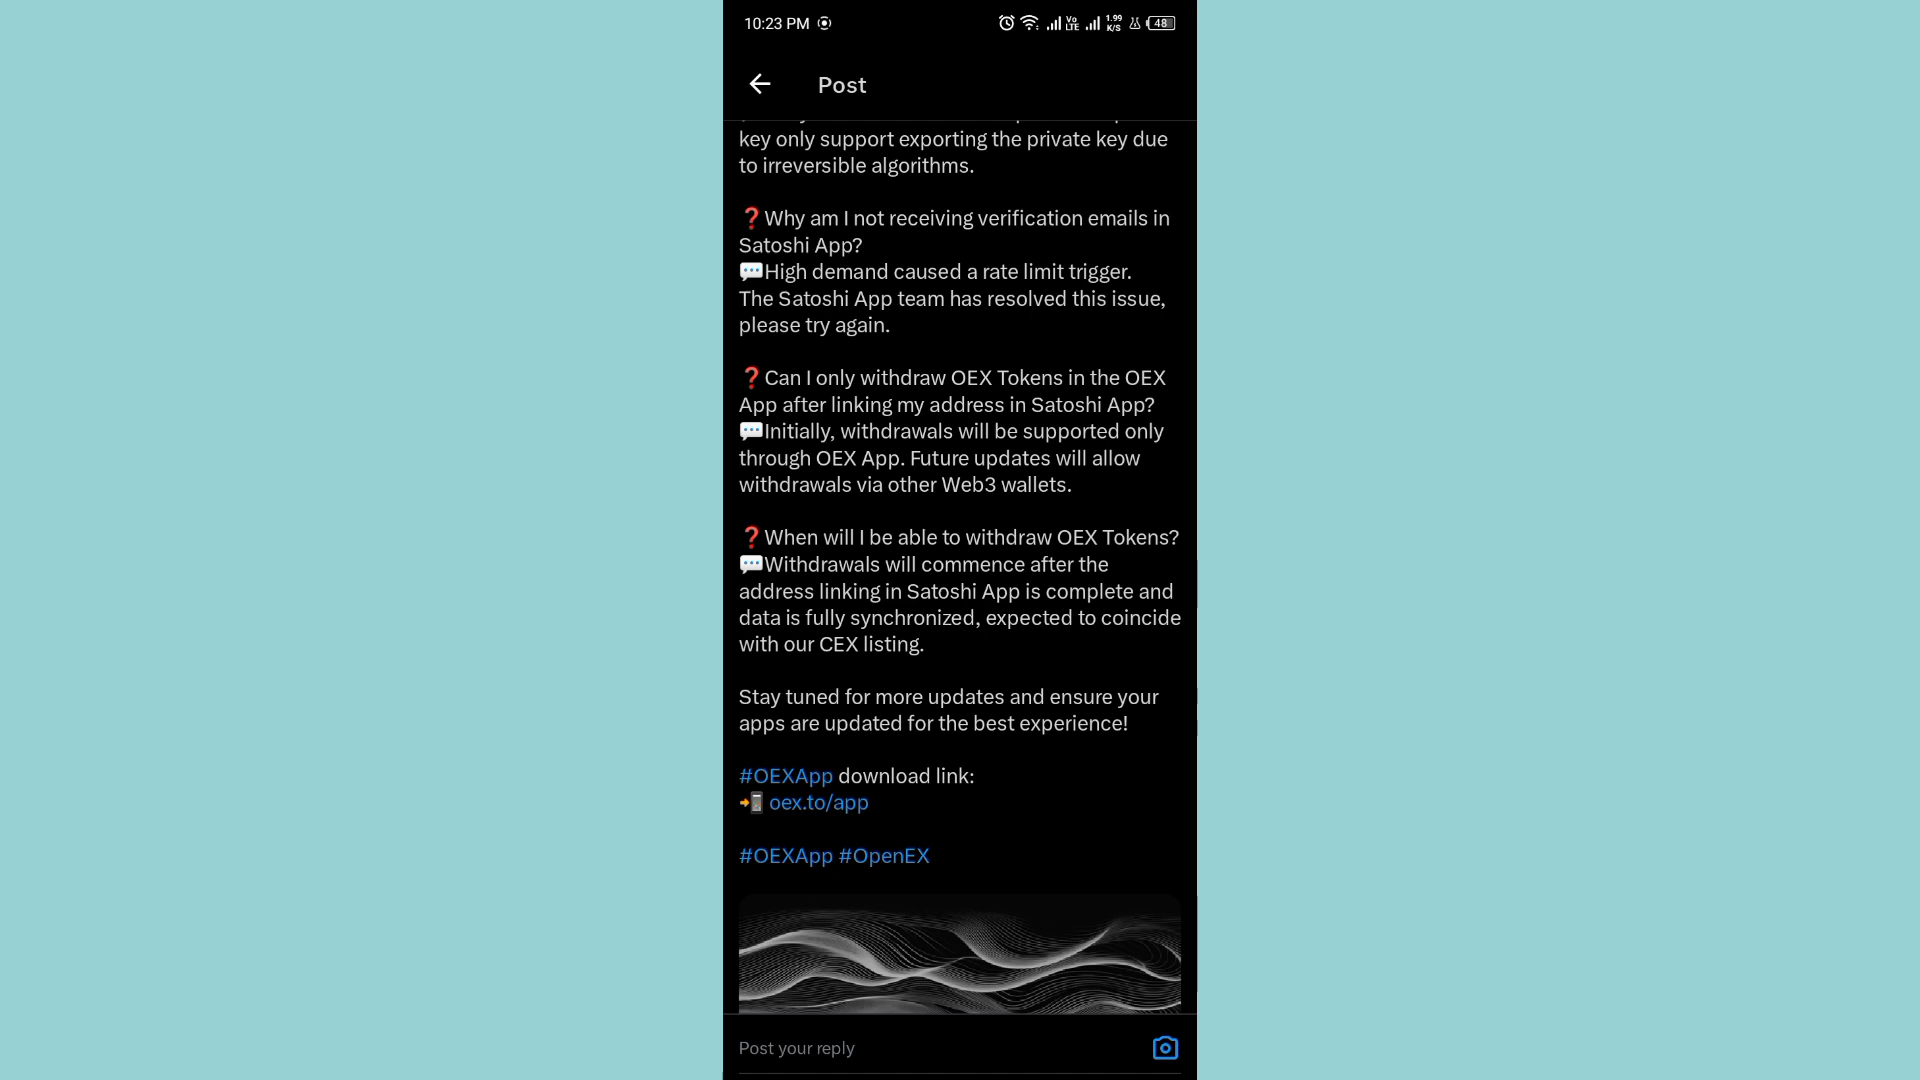 10:23 PM
Vo
LTE
1.99
K/S
48
Post
key only support exporting the private key due
to irreversible algorithms.
❓Why am I not receiving verification emails in
Satoshi App?
💬High demand caused a rate limit trigger.
The Satoshi App team has resolved this issue,
please try again.
❓Can I only withdraw OEX Tokens in the OEX
App after linking my address in Satoshi App?
💬Initially, withdrawals will be supported only
through OEX App. Future updates will allow
withdrawals via other Web3 wallets.
❓When will I be able to withdraw OEX Tokens?
💬Withdrawals will commence after the
address linking in Satoshi App is complete and
data is fully synchronized, expected to coincide
with our CEX listing.
Stay tuned for more updates and ensure your
apps are updated for the best experience!
#OEXApp download link:
📲 oex.to/app
#OEXApp #OpenEX
Post your reply